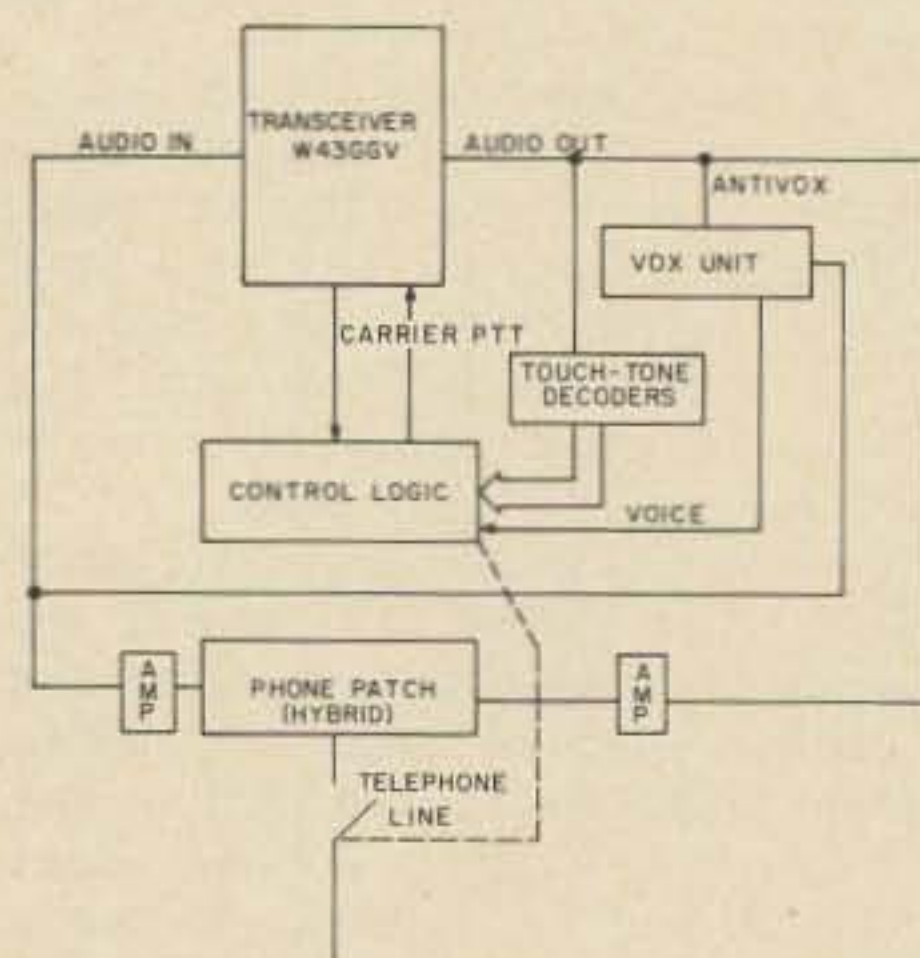 TRANSCEIVER
W43GGV
AUDIO IN
AUDIO OUT
ANTIVOX
VOX UNIT
CARRIER PTT
TOUCH-TONE
DECODERS
CONTROL LOGIC
VOICE
AMP
PHONE PATCH
(HYBRID)
AMP
TELEPHONE
LINE